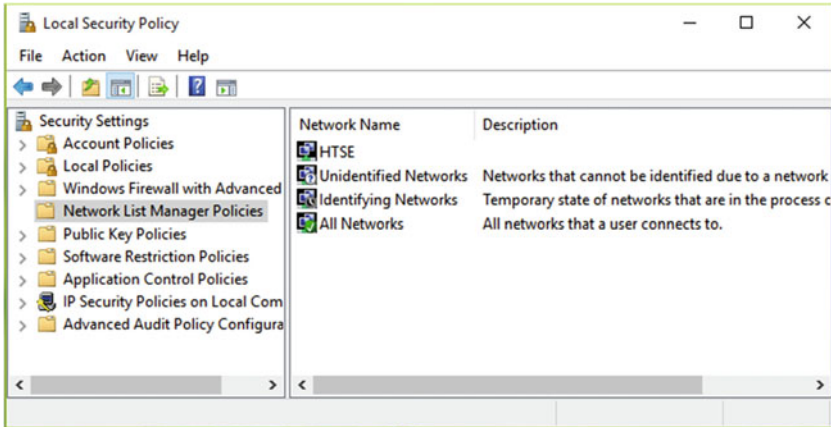 Local Security Policy
File Action View Help
Security Settings
Account Policies
Local Policies
Windows Firewall with Advanced
Network List Manager Policies
Public Key Policies
Software Restriction Policies
Application Control Policies
IP Security Policies on Local Com
Advanced Audit Policy Configura
Network Name Description
HTSE
Unidentified Networks Networks that cannot be identified due to a network
Identifying Networks Temporary state of networks that are in the process
All Networks All networks that a user connects to.